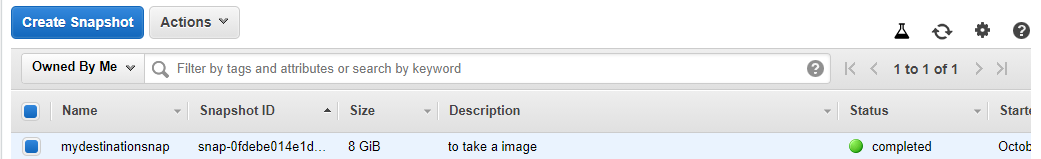 Create Snapshot Actions
Owned By Me Filter by tags and attributes or search by keyword 1 to 1 of 1
Name Snapshot ID Size Description Status Starte
mydestinationsnap snap-0fdebe014e1d... 8 GiB to take a image completed Octob